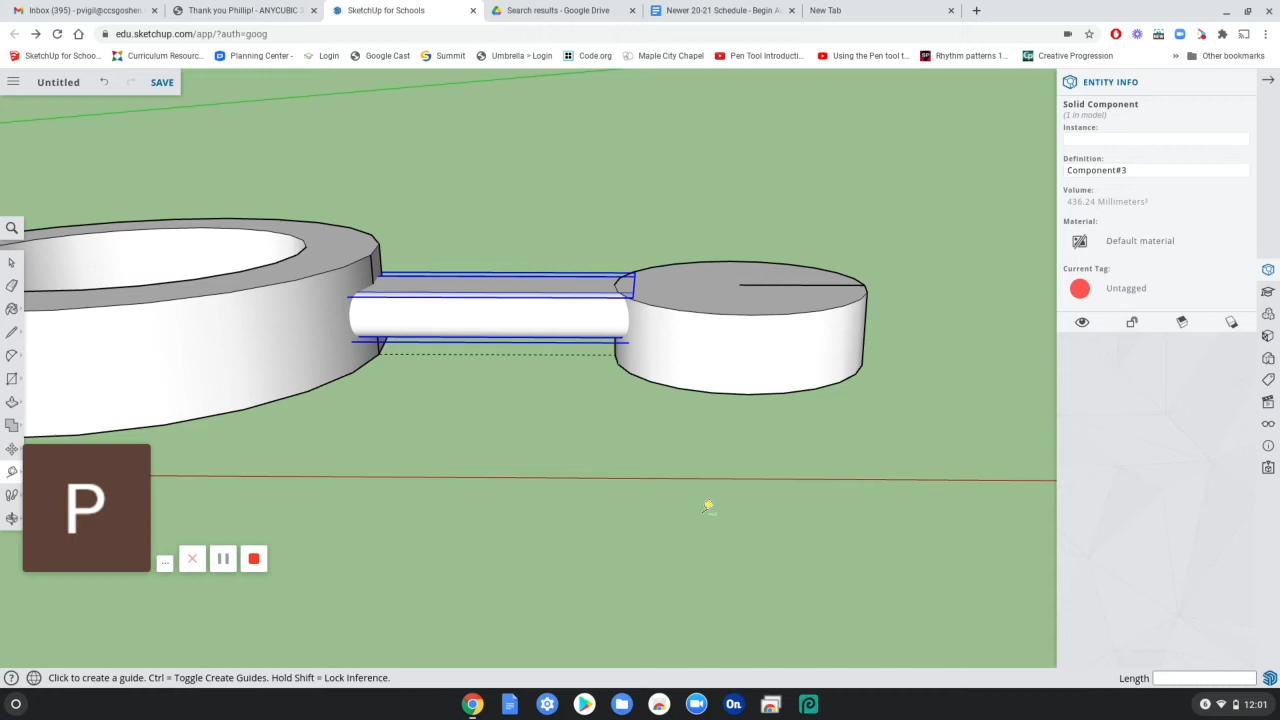 Inbox (395) - pvigil@ccsgoshen. Thank you Phillip! - ANYCUBIC 3 SketchUp for Schools Search results - Google Drive Newer 20-21 Schedule - Begin A New Tab
edu.sketchup.com/app/?auth=goog
SketchUp for Schoo... Curriculum Resourc... Planning Center - Login Google Cast Summit Umbrella > Login Code.org Maple City Chapel Pen Tool Introducti... Using the Pen tool t... Rhythm patterns 1... Creative Progression » Other bookmarks
Untitled SAVE
ENTITY INFO
Solid Component
(1 in model)
Instance:
Definition:
Component#3
Volume:
436.24 Millimeters³
Material:
Default material
Current Tag:
Untagged
P
...
Click to create a guide. Ctrl = Toggle Create Guides. Hold Shift = Lock Inference.
Length
On
6 12:01